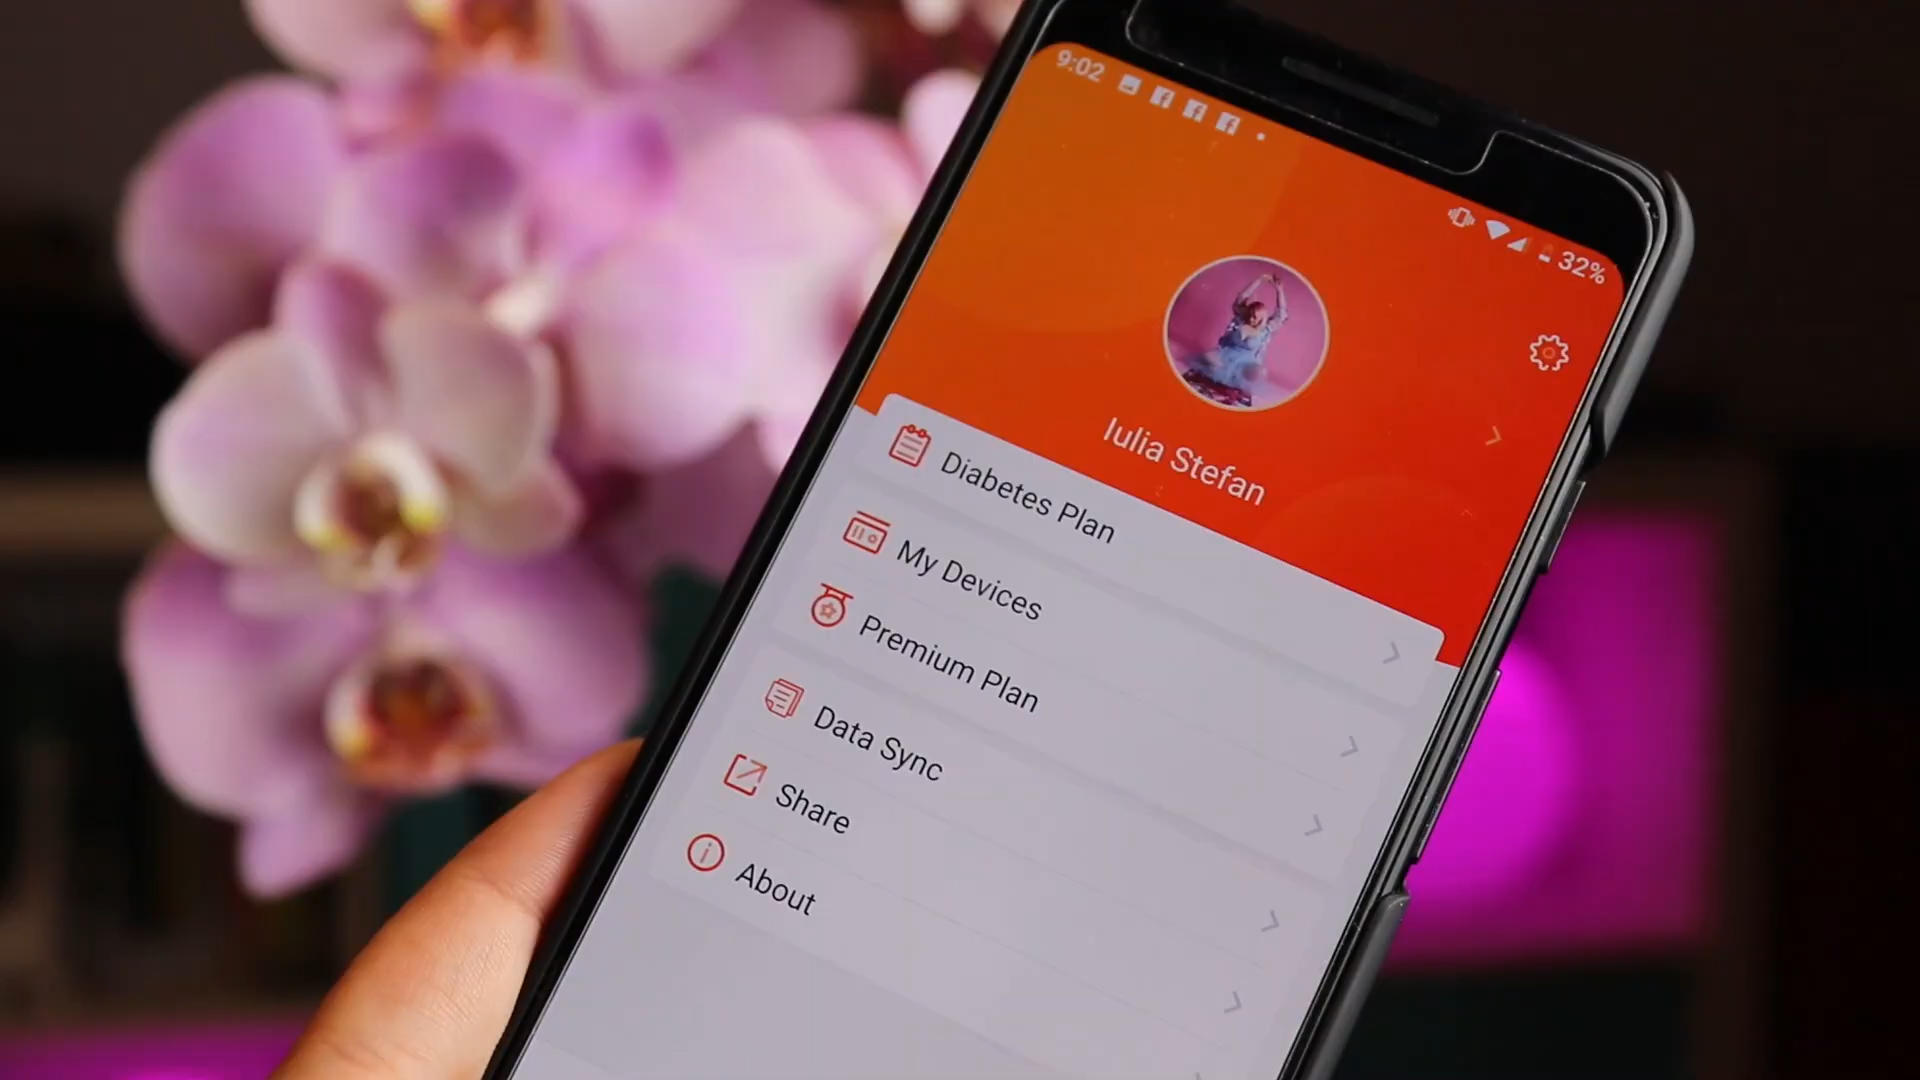 9:02
32%
Iulia Stefan
Diabetes Plan
My Devices
Premium Plan
Data Sync
Share
About